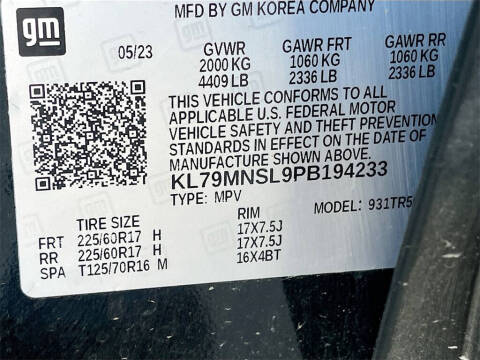 MFD BY GM KOREA COMPANY
gm
05/23 GVWR GAWR FRT GAWR RR
2000 KG 1060 KG 1060 KG
4409 LB 2336 LB 2336 LB
THIS VEHICLE CONFORMS TO ALL
APPLICABLE U.S. FEDERAL MOTOR
VEHICLE SAFETY AND THEFT PREVENTION
STANDARDS IN EFFECT ON THE DATE OF
MANUFACTURE SHOWN ABOVE.
KL79MNSL9PB194233
TYPE: MPV MODEL:
TIRE SIZE RIM
FRT 225/60R17 H 17X7.5J
RR 225/60R17 H 17X7.5J
SPA T125/70R16 M 16X4BT